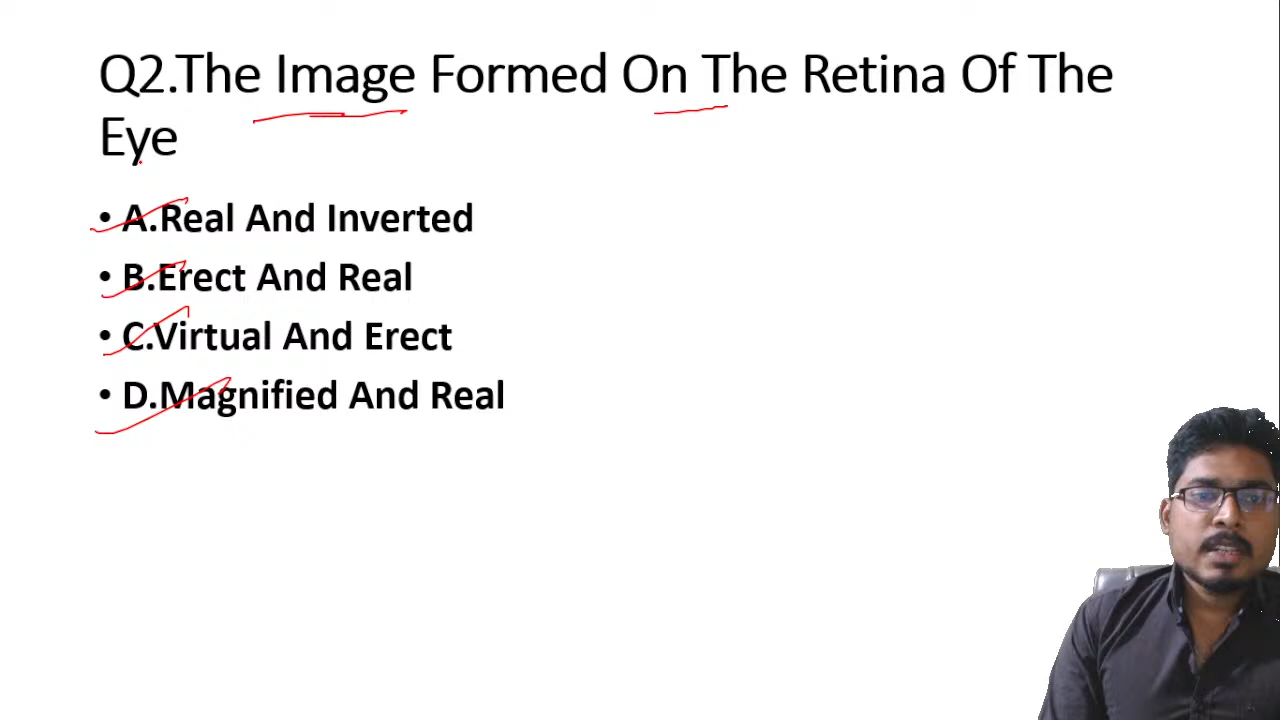 Q2.The Image Formed On The Retina Of The
Eye
• A.Real And Inverted
• B.Erect And Real
• C.Virtual And Erect
• D.Magnified And Real